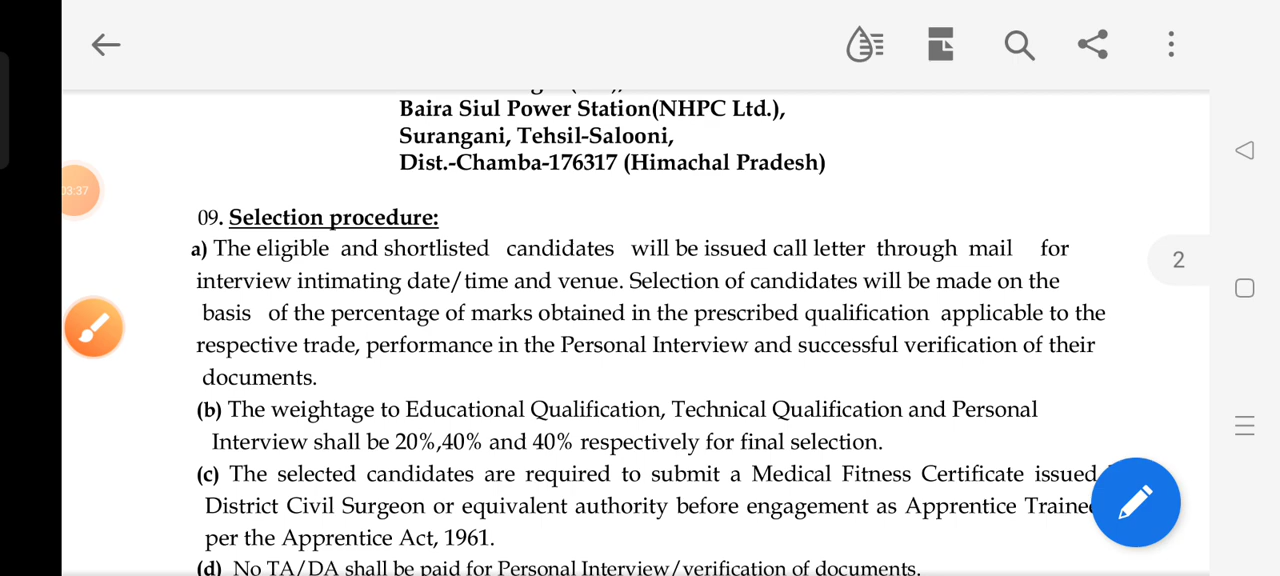 Baira Siul Power Station(NHPC Ltd.),
Surangani, Tehsil-Salooni,
Dist.-Chamba-176317 (Himachal Pradesh)
03:37
09. Selection procedure:
a) The eligible and shortlisted candidates will be issued call letter through mail for
interview intimating date/time and venue. Selection of candidates will be made on the
basis of the percentage of marks obtained in the prescribed qualification applicable to the
respective trade, performance in the Personal Interview and successful verification of their
documents.
2
(b) The weightage to Educational Qualification, Technical Qualification and Personal
Interview shall be 20%,40% and 40% respectively for final selection.
(c) The selected candidates are required to submit a Medical Fitness Certificate issued
District Civil Surgeon or equivalent authority before engagement as Apprentice
per the Apprentice Act, 1961.
(d) No TA/DA shall be paid for Personal Interview/verification of documents.